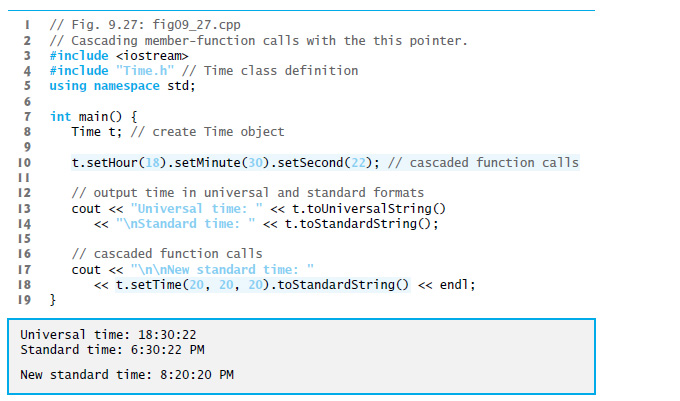 1 // Fig. 9.27: fig09_27.cpp
2 // Cascading member-function calls with the this pointer.
3 #include <iostream>
4 #include "Time.h" // Time class definition
5 using namespace std;
6
7 int main() {
8 Time t; // create Time object
9
10 t.setHour(18).setMinute(30).setSecond(22); // cascaded function calls
11
12 // output time in universal and standard formats
13 cout << "Universal time: " << t.toUniversalString()
14 << "\nStandard time: " << t.toStandardString();
15
16 // cascaded function calls
17 cout << "\n\nNew standard time: "
18 << t.setTime(20, 20, 20).toStandardString() << endl;
19 }
Universal time: 18:30:22
Standard time: 6:30:22 PM
New standard time: 8:20:20 PM